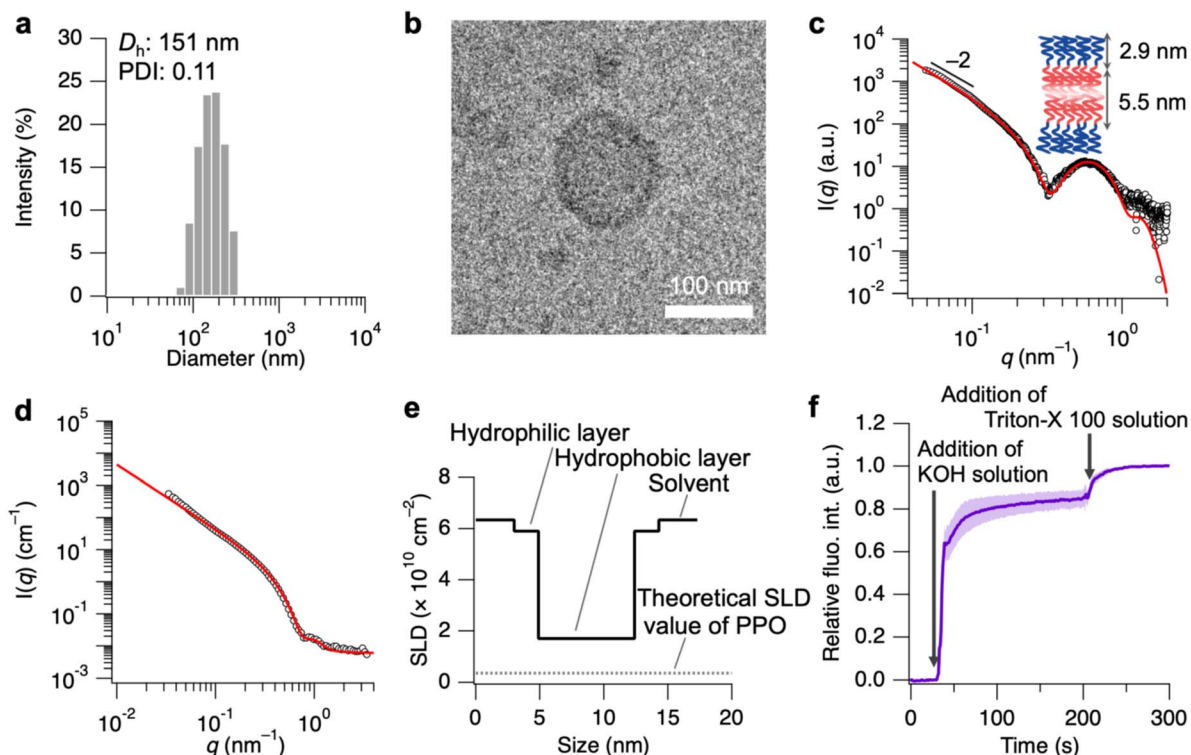 a
D_h: 151 nm
PDI: 0.11
30
25
20
15
10
5
0
Intensity (%)
10^1
10^2
10^3
10^4
Diameter (nm)
b
100 nm
c
10^4
10^3
10^2
10^1
10^0
10^−1
10^−2
I(q) (a.u.)
−2
2.9 nm
5.5 nm
10^−1
10^0
q (nm^−1)
d
10^5
10^3
10^1
10^−1
10^−3
I(q) (cm^−1)
10^−2
10^−1
10^0
q (nm^−1)
e
8
6
4
2
0
SLD (× 10^10 cm^−2)
Hydrophilic layer
Hydrophobic layer
Solvent
Theoretical SLD
value of PPO
0
5
10
15
20
Size (nm)
f
1.2
1.0
0.8
0.6
0.4
0.2
0.0
Relative fluo. int. (a.u.)
Addition of
Triton-X 100 solution
Addition of
KOH solution
0
100
200
300
Time (s)